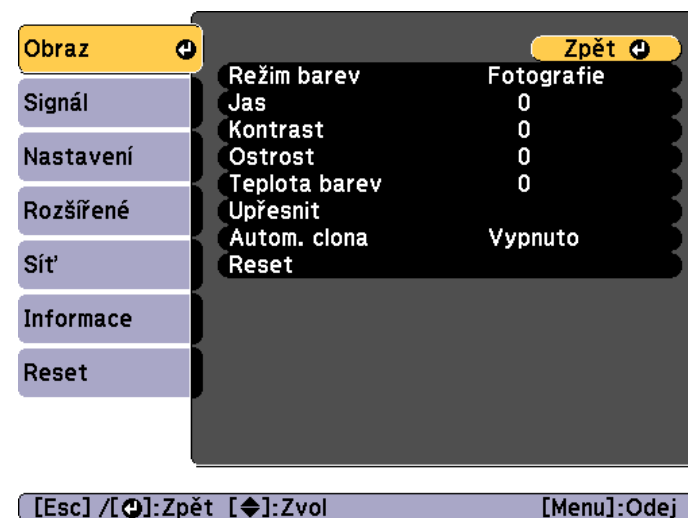 Obraz
Signál
Nastavení
Rozšířené
Síť
Informace
Reset
Zpět
Režim barev Fotografie
Jas 0
Kontrast 0
Ostrost 0
Teplota barev 0
Upřesnit
Autom. clona Vypnuto
Reset
[Esc] /[]:Zpět []:Zvol [Menu]:Odej